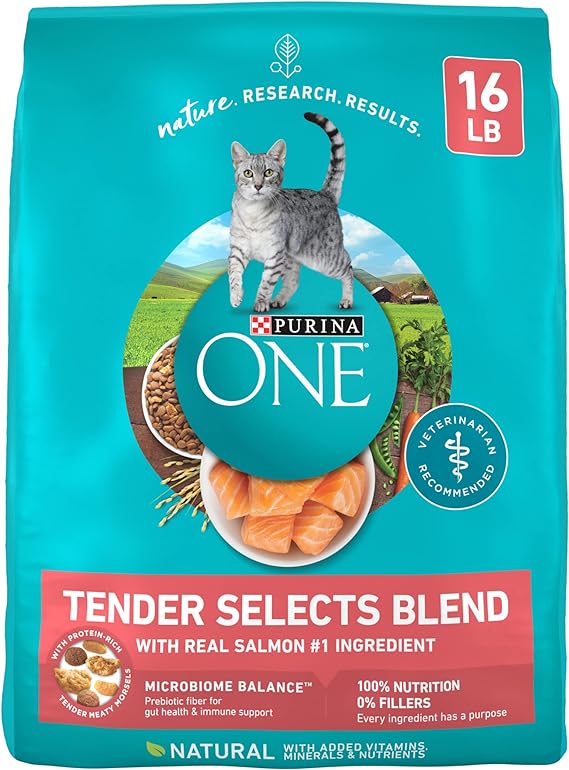 nature. RESEARCH. RESULTS.
16
LB
PURINA
ONE®
VETERINARIAN
RECOMMENDED
TENDER SELECTS BLEND
WITH REAL SALMON #1 INGREDIENT
WITH PROTEIN-RICH
TENDER MEATY MORSELS
MICROBIOME BALANCE™
Prebiotic fiber for
gut health & immune support
100% NUTRITION
0% FILLERS
Every ingredient has a purpose
NATURAL WITH ADDED VITAMINS,
MINERALS & NUTRIENTS